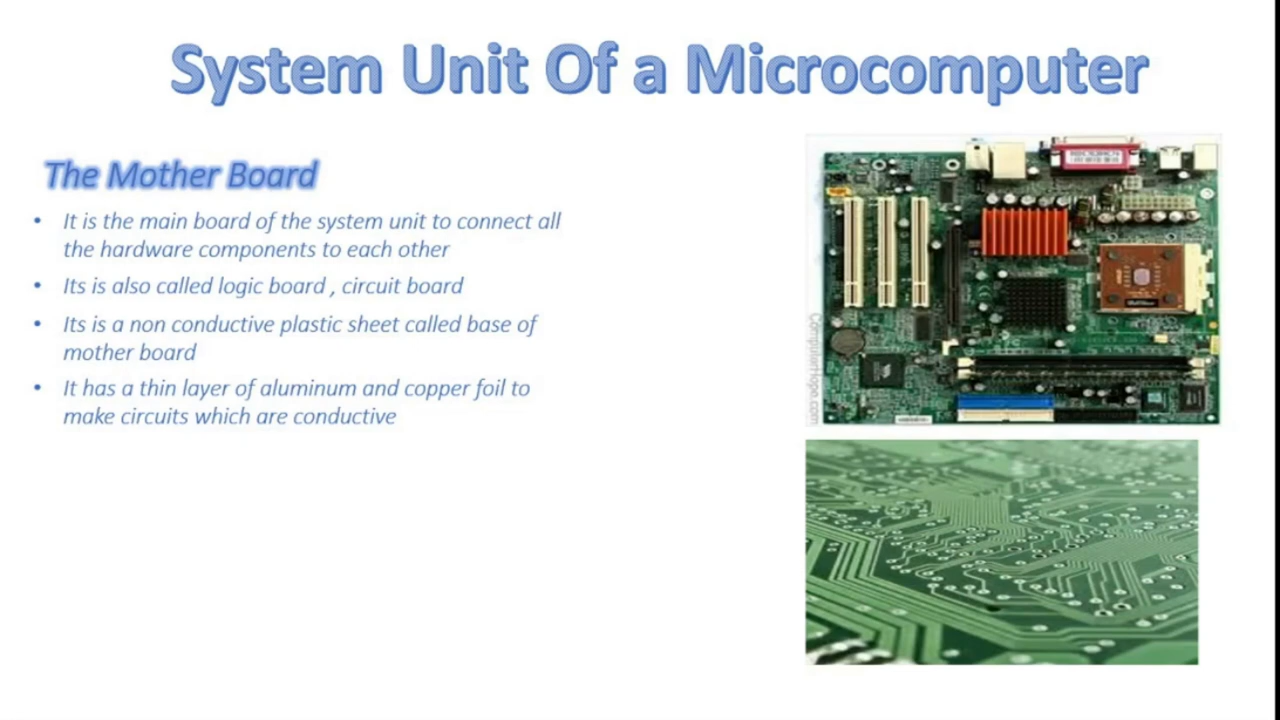 System Unit Of a Microcomputer
The Mother Board
• It is the main board of the system unit to connect all
the hardware components to each other
• Its is also called logic board , circuit board
• Its is a non conductive plastic sheet called base of
mother board
• It has a thin layer of aluminum and copper foil to
make circuits which are conductive
ComputerHope.com